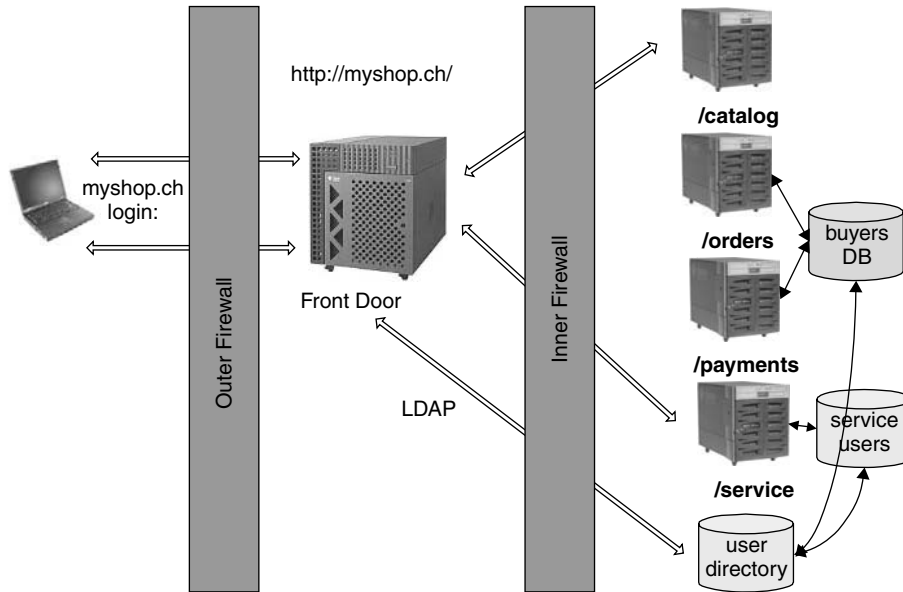 http://myshop.ch/
myshop.ch
login:
Outer Firewall
Front Door
LDAP
Inner Firewall
/catalog
/orders
/payments
/service
buyers
DB
service
users
user
directory